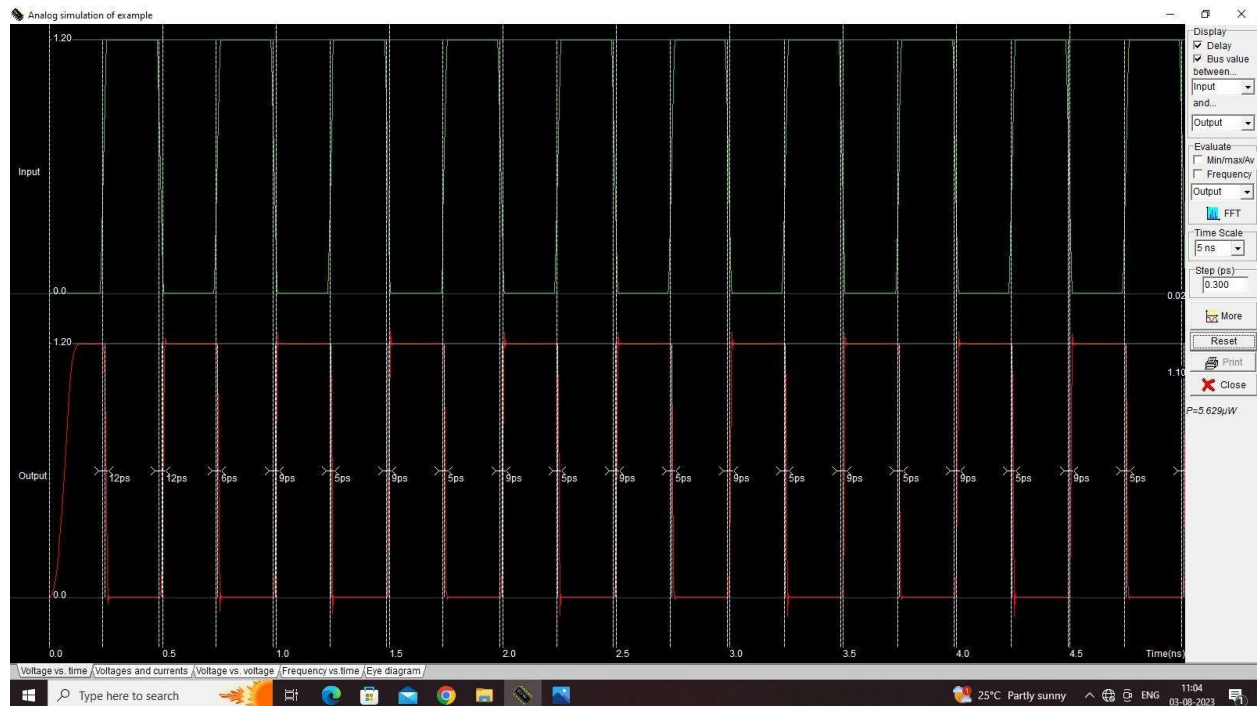 Analog simulation of example
1.20
Input
0.0
0.02
1.20
1.10
Output
12ps
12ps
6ps
9ps
5ps
9ps
5ps
9ps
5ps
9ps
5ps
9ps
5ps
9ps
5ps
9ps
5ps
9ps
5ps
0.0
0.0
0.5
1.0
1.5
2.0
2.5
3.0
3.5
4.0
4.5
Time(ns)
Display
Delay
Bus value
between...
Input
and...
Output
Evaluate
Min/max/Av
Frequency
Output
FFT
Time Scale
5 ns
Step (ps)
0.300
More
Reset
Print
Close
P=5.629µW
Voltage vs. time
Voltages and currents
Voltage vs. voltage
Frequency vs.time
Eye diagram
Type here to search
25°C Partly sunny
ENG
11:04
03-08-2023
1